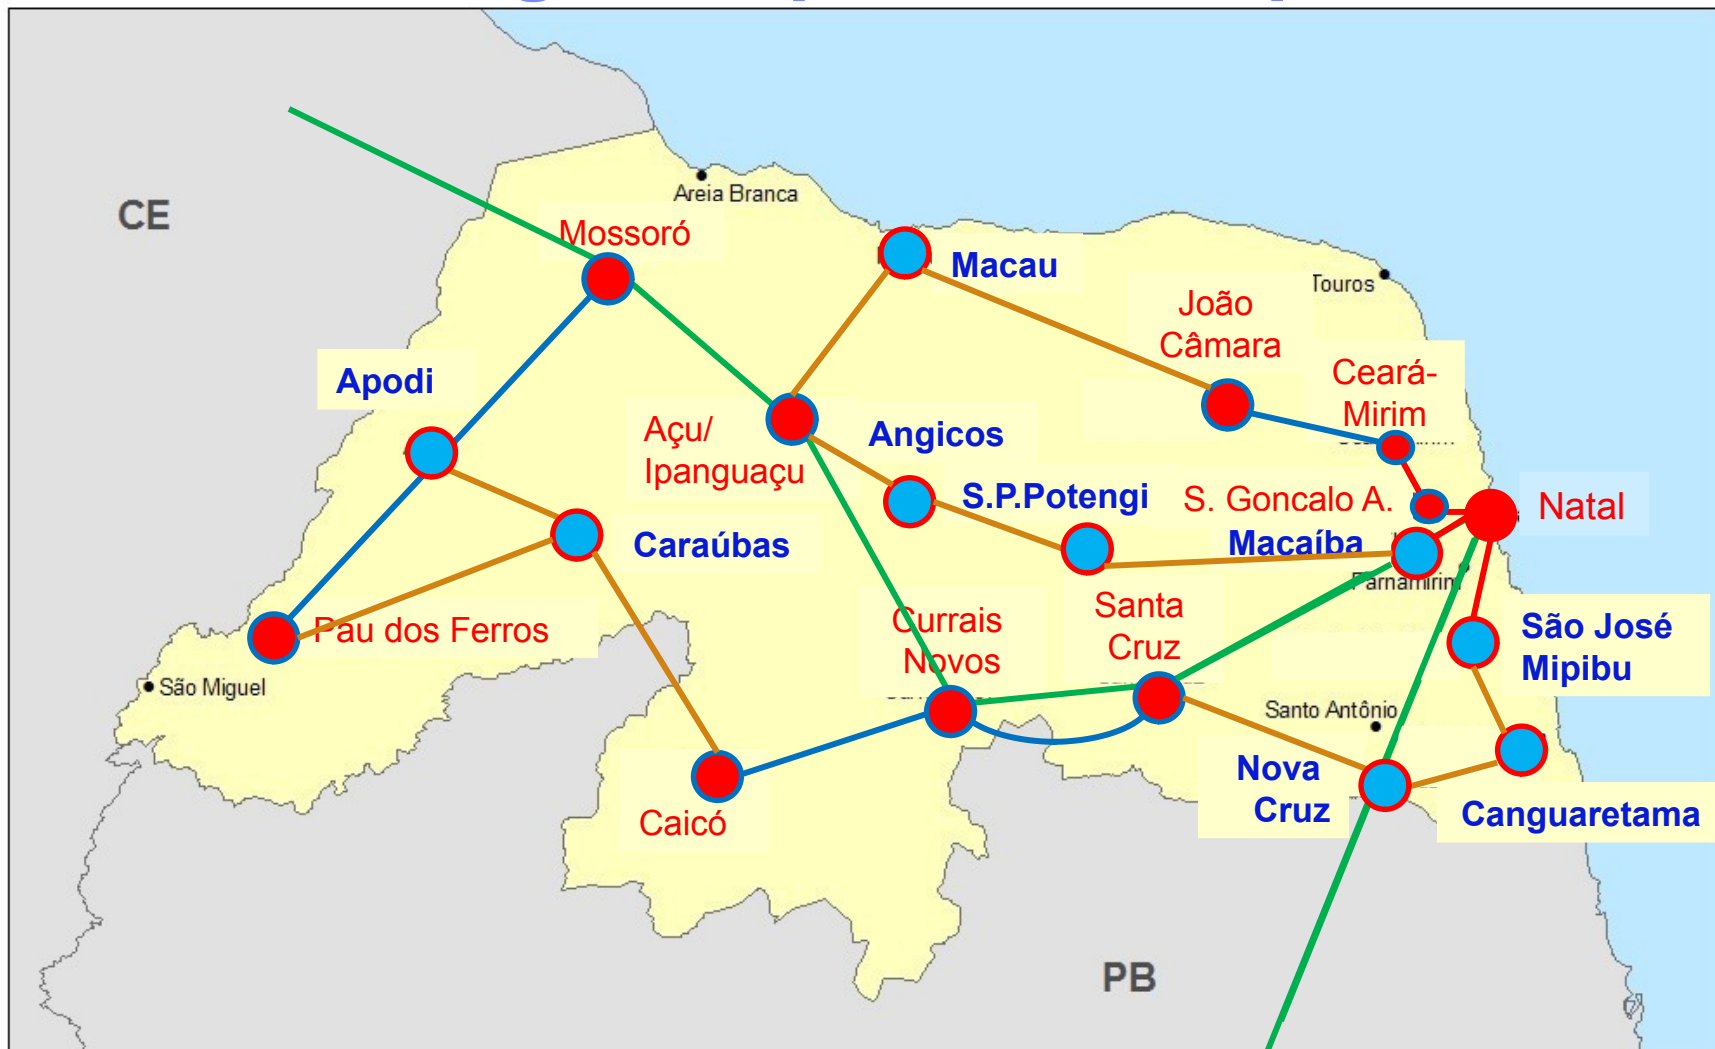 CE
Areia Branca
Mossoró
Macau
Touros
João
Câmara
Ceará-
Mirim
Apodi
Açu/
Ipanguaçu
Angicos
S.P.Potengi
S. Goncalo A.
Natal
Macaíba
Parnamirim
Caraúbas
Pau dos Ferros
São Miguel
Currais
Novos
Santa
Cruz
São José
Mipibu
Santo Antônio
Nova
Cruz
Canguaretama
Caicó
PB